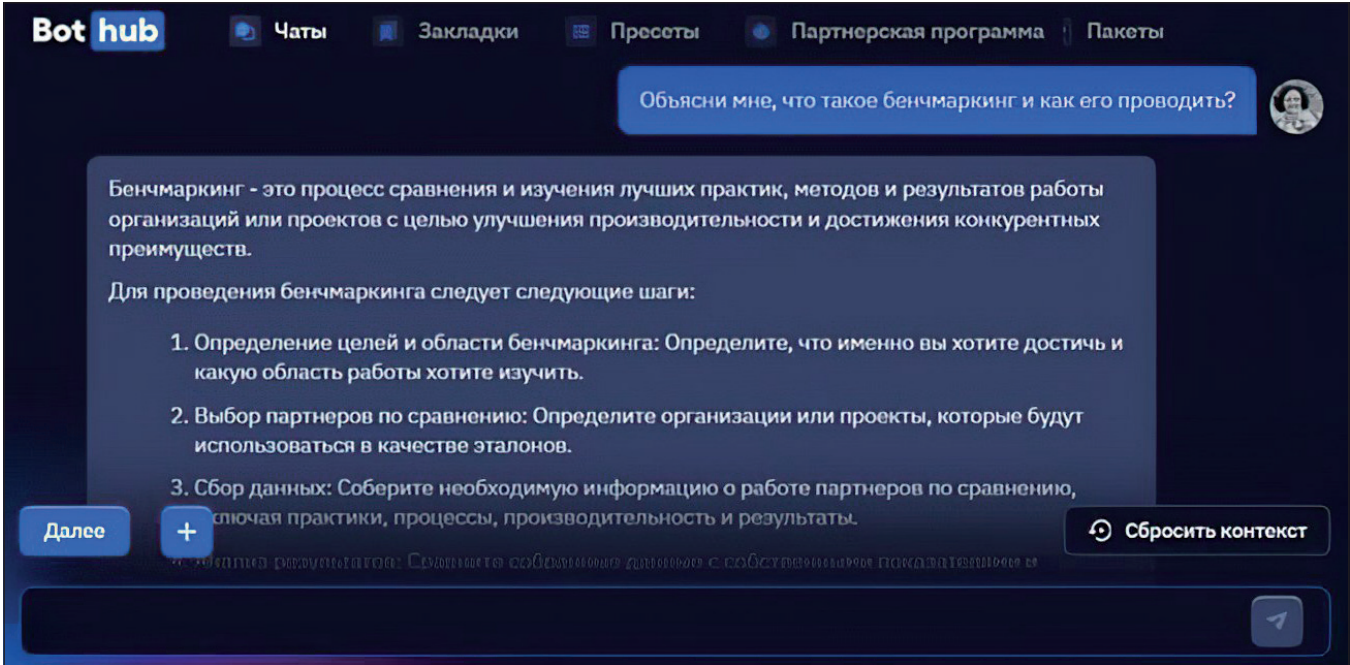 Bot hub Чаты Закладки Пресеты Партнерская программа Пакеты
Объясни мне, что такое бенчмаркинг и как его проводить?
Бенчмаркинг - это процесс сравнения и изучения лучших практик, методов и результатов работы
организаций или проектов с целью улучшения производительности и достижения конкурентных
преимуществ.
Для проведения бенчмаркинга следует следующие шаги:
1. Определение целей и области бенчмаркинга: Определите, что именно вы хотите достичь и
какую область работы хотите изучить.
2. Выбор партнеров по сравнению: Определите организации или проекты, которые будут
использоваться в качестве эталонов.
3. Сбор данных: Соберите необходимую информацию о работе партнеров по сравнению,
практики, процессы, производительность и результаты.
Далее
Сбросить контекст